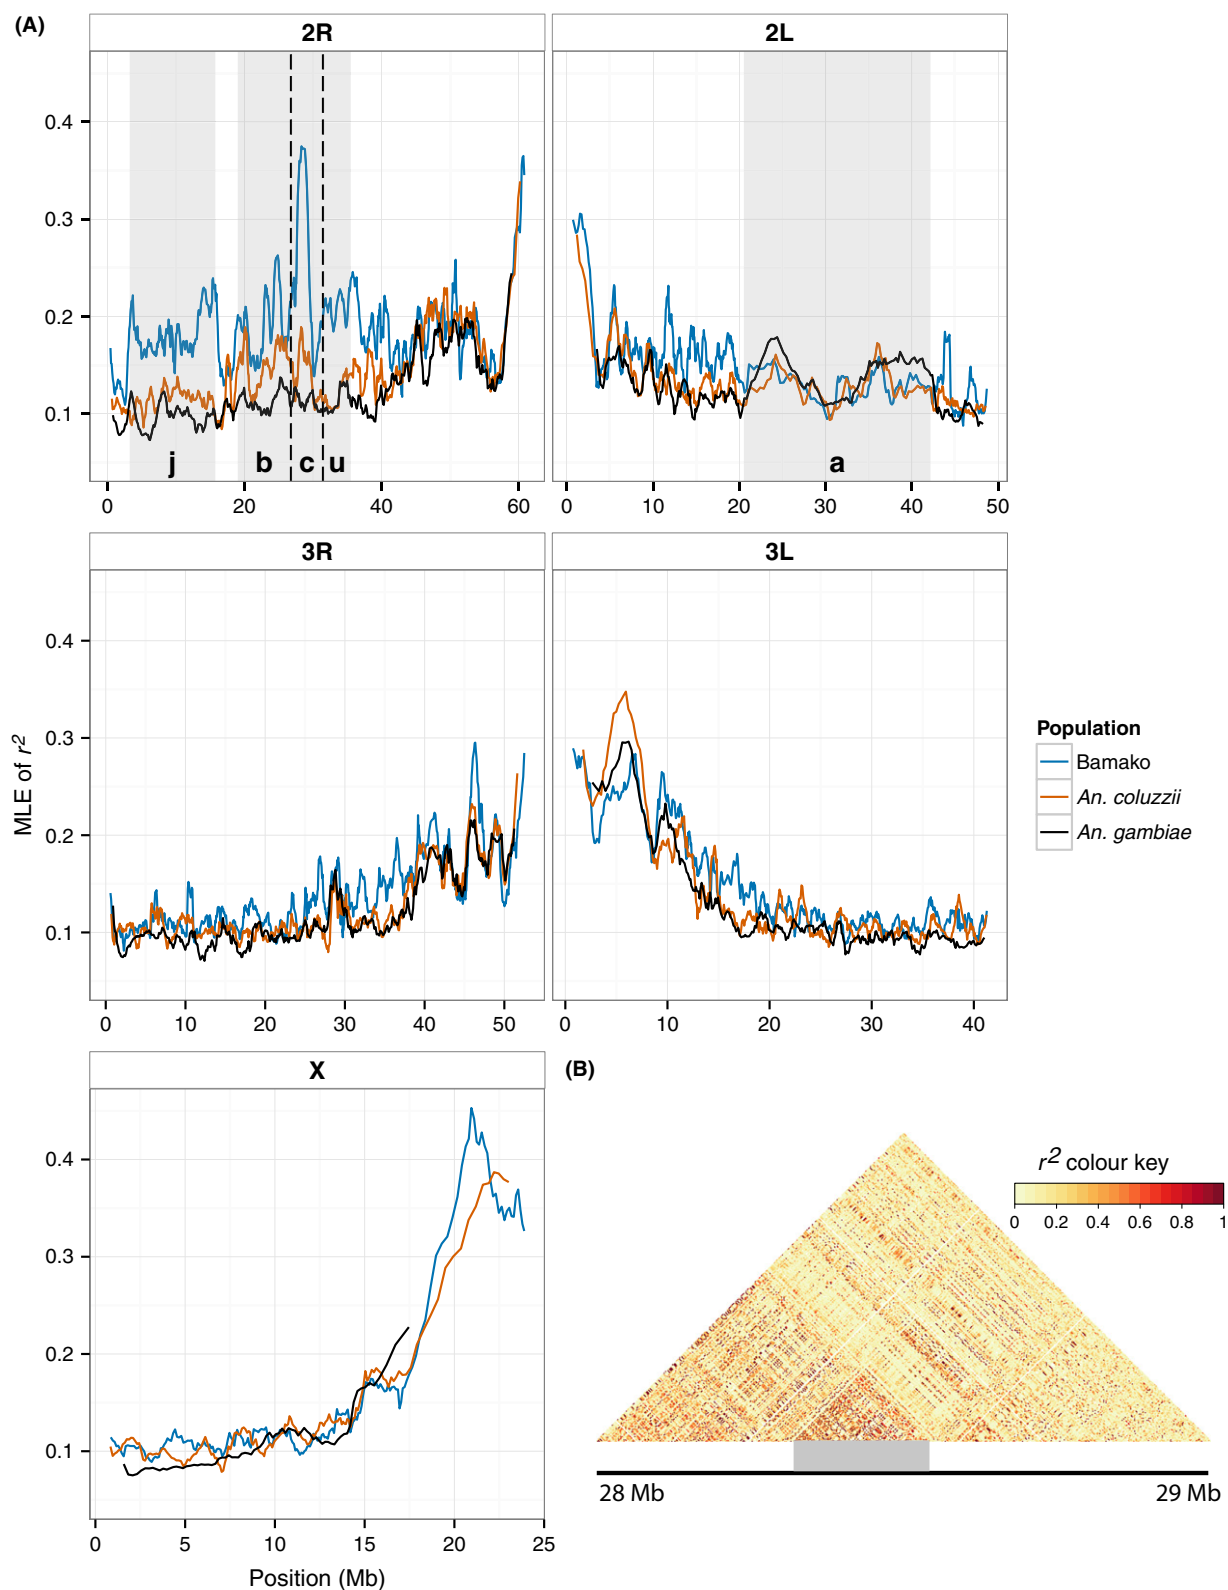 (A)
2R
2L
0.4
0.3
0.2
0.1
j
b
c
u
a
0 20 40 60
0 10 20 30 40 50
3R
3L
0.4
0.3
0.2
0.1
MLE of r²
0 10 20 30 40 50
0 10 20 30 40
Population
Bamako
An. coluzzii
An. gambiae
X
0.4
0.3
0.2
0.1
0 5 10 15 20 25
Position (Mb)
(B)
r² colour key
0 0.2 0.4 0.6 0.8 1
28 Mb
29 Mb